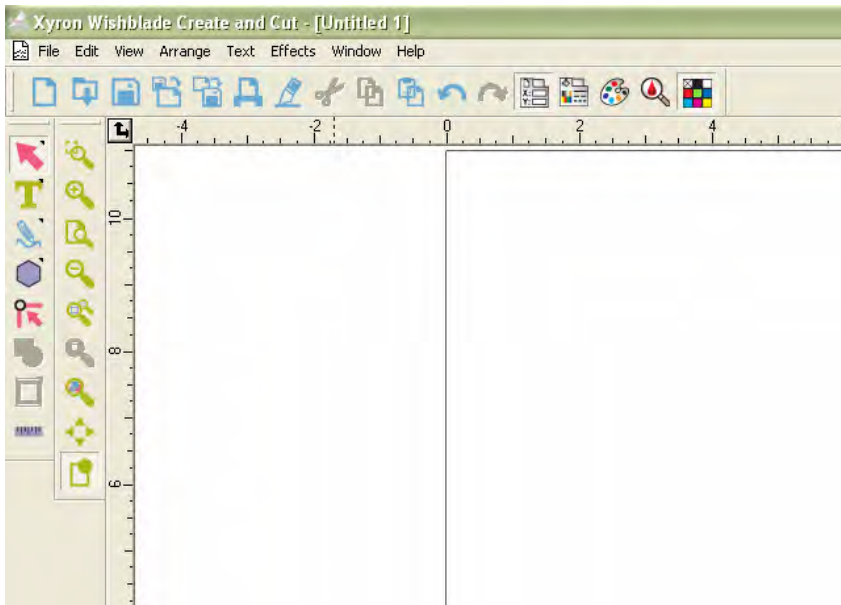 Xyron Wishblade Create and Cut - [Untitled 1]
File Edit View Arrange Text Effects Window Help
-4 -2 0 2 4
10
8
6